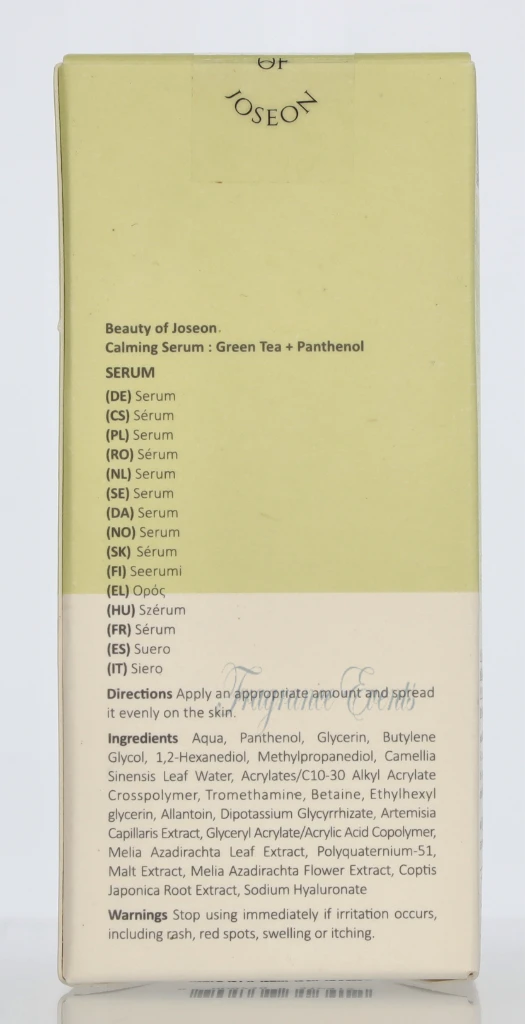 OF
JOSEON
Beauty of Joseon.
Calming Serum : Green Tea + Panthenol
SERUM
(DE) Serum
(CS) Sérum
(PL) Serum
(RO) Sérum
(NL) Serum
(SE) Serum
(DA) Serum
(NO) Serum
(SK) Sérum
(FI) Seerumi
(EL) Ορός
(HU) Szérum
(FR) Sérum
(ES) Suero
(IT) Siero
Fragrance Events
Directions Apply an appropriate amount and spread
it evenly on the skin.
Ingredients Aqua, Panthenol, Glycerin, Butylene
Glycol, 1,2-Hexanediol, Methylpropanediol, Camellia
Sinensis Leaf Water, Acrylates/C10-30 Alkyl Acrylate
Crosspolymer, Tromethamine, Betaine, Ethylhexyl
glycerin, Allantoin, Dipotassium Glycyrrhizate, Artemisia
Capillaris Extract, Glyceryl Acrylate/Acrylic Acid Copolymer,
Melia Azadirachta Leaf Extract, Polyquaternium-51,
Malt Extract, Melia Azadirachta Flower Extract, Coptis
Japonica Root Extract, Sodium Hyaluronate
Warnings Stop using immediately if irritation occurs,
including rash, red spots, swelling or itching.